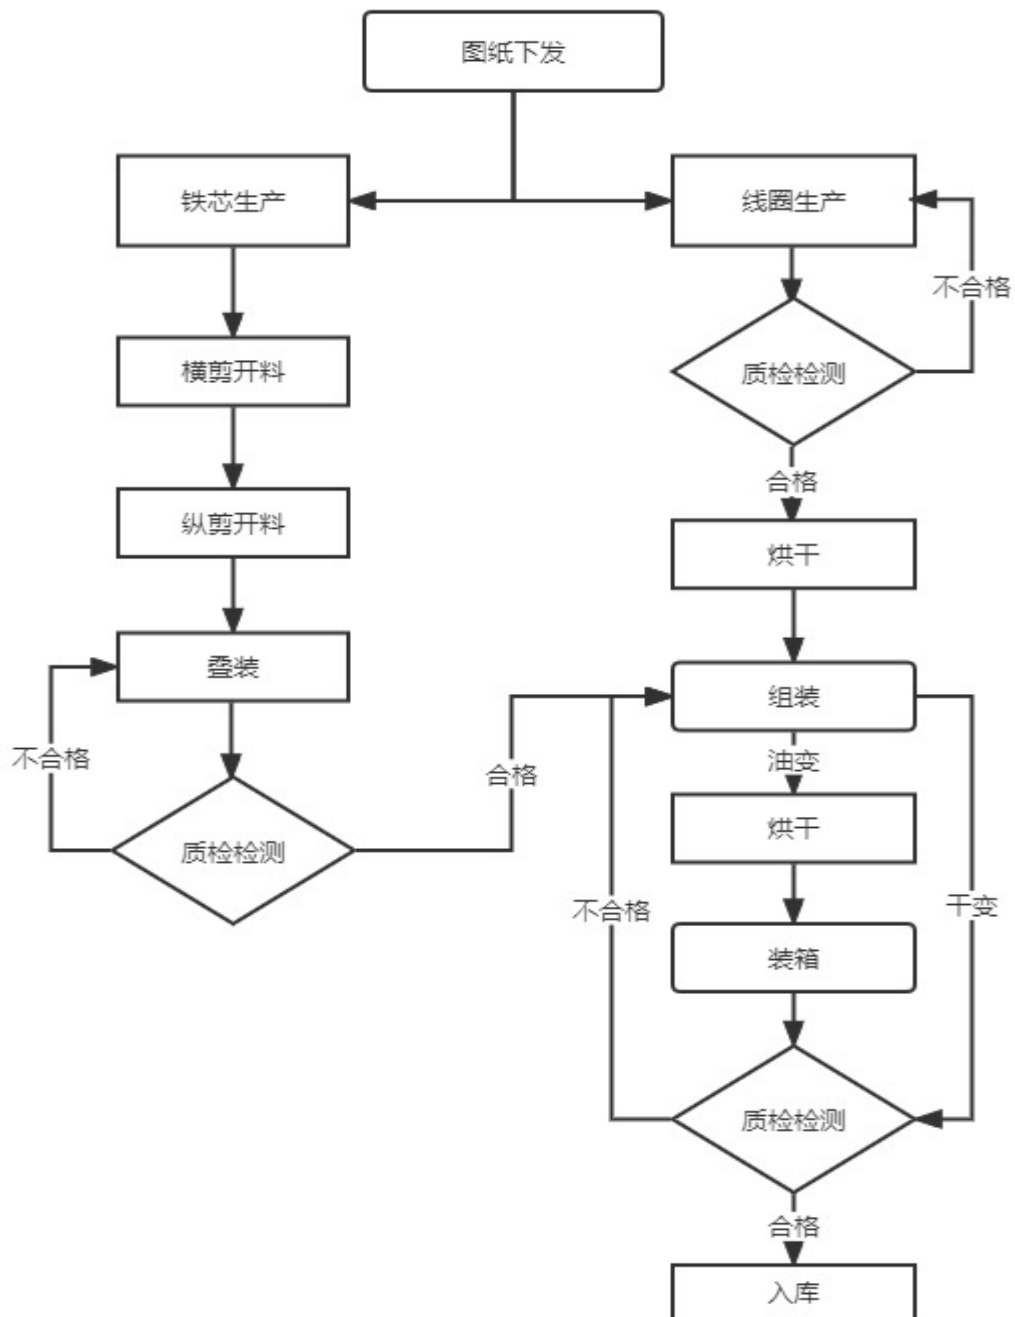 图纸下发
铁芯生产
线圈生产
不合格
横剪开料
质检检测
合格
纵剪开料
烘干
叠装
组装
不合格
合格
油变
烘干
质检检测
不合格
干变
装箱
质检检测
合格
入库